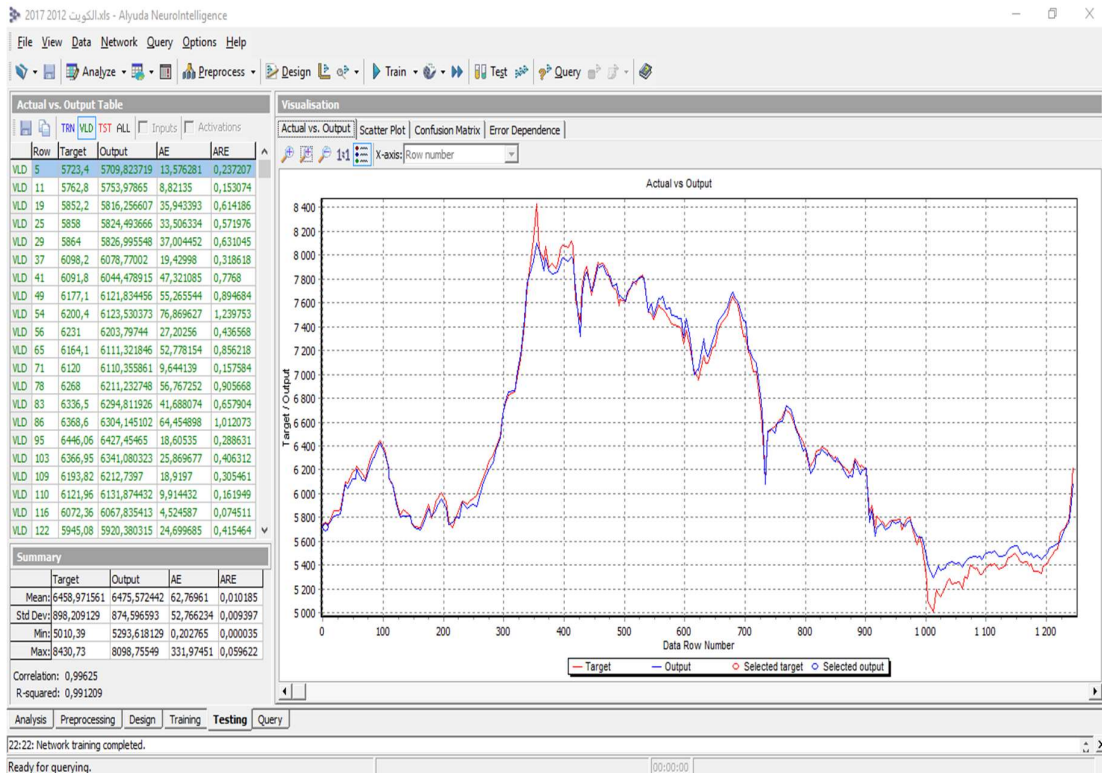 2017 2012 الكويت.xls - Alyuda NeuroIntelligence
File View Data Network Query Options Help
Analyze Preprocess Design Train Test Query
Actual vs. Output Table
TRN VLD TST ALL Inputs Activations
Row Target Output AE ARE
VLD 5 5723,4 5709,823719 13,576281 0,237207
VLD 11 5762,8 5753,97865 8,82135 0,153074
VLD 19 5852,2 5816,256607 35,943393 0,614186
VLD 25 5858 5824,493666 33,506334 0,571976
VLD 29 5864 5826,995548 37,004452 0,631045
VLD 37 6098,2 6078,77002 19,42998 0,318618
VLD 41 6091,8 6044,478915 47,321085 0,7768
VLD 49 6177,1 6121,834456 55,265544 0,894684
VLD 54 6200,4 6123,530373 76,869627 1,239753
VLD 56 6231 6203,79744 27,20256 0,436568
VLD 65 6164,1 6111,321846 52,778154 0,856218
VLD 71 6120 6110,355861 9,644139 0,157584
VLD 78 6268 6211,232748 56,767252 0,905668
VLD 83 6336,5 6294,811926 41,688074 0,657904
VLD 86 6368,6 6304,145102 64,454898 1,012073
VLD 95 6446,06 6427,45465 18,60535 0,288631
VLD 103 6366,95 6341,080323 25,869677 0,406312
VLD 109 6193,82 6212,7397 18,9197 0,305461
VLD 110 6121,96 6131,874432 9,914432 0,161949
VLD 116 6072,36 6067,835413 4,524587 0,074511
VLD 122 5945,08 5920,380315 24,699685 0,415464
Summary
Target Output AE ARE
Mean: 6458,971561 6475,572442 62,76961 0,010185
Std Dev: 898,209129 874,596593 52,766234 0,009397
Min: 5010,39 5293,618129 0,202765 0,000035
Max: 8430,73 8098,75549 331,97451 0,059622
Correlation: 0,99625
R-squared: 0,991209
Visualisation
Actual vs. Output Scatter Plot Confusion Matrix Error Dependence
1:1 X-axis: Row number
Actual vs Output
Target / Output
8 400
8 200
8 000
7 800
7 600
7 400
7 200
7 000
6 800
6 600
6 400
6 200
6 000
5 800
5 600
5 400
5 200
5 000
0 100 200 300 400 500 600 700 800 900 1 000 1 100 1 200
Data Row Number
Target Output Selected target Selected output
Analysis Preprocessing Design Training Testing Query
22:22: Network training completed.
Ready for querying.
00:00:00